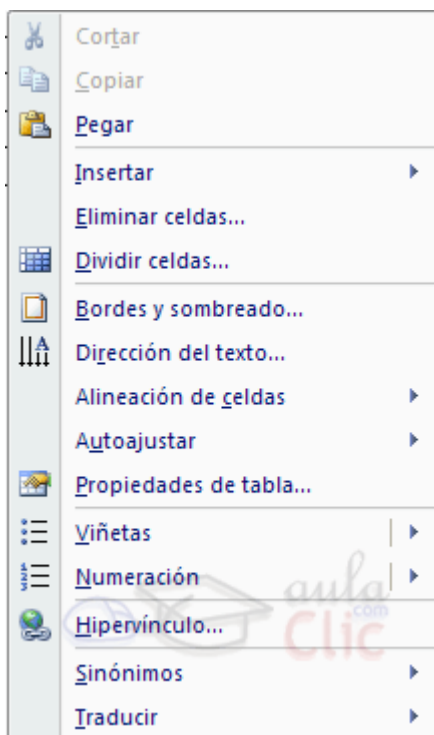 Cortar
Copiar
Pegar
Insertar
Eliminar celdas...
Dividir celdas...
Bordes y sombreado...
Dirección del texto...
Alineación de celdas
Autoajustar
Propiedades de tabla...
Viñetas
Numeración
Hipervínculo...
Sinónimos
Traducir
aula
Clic
.com